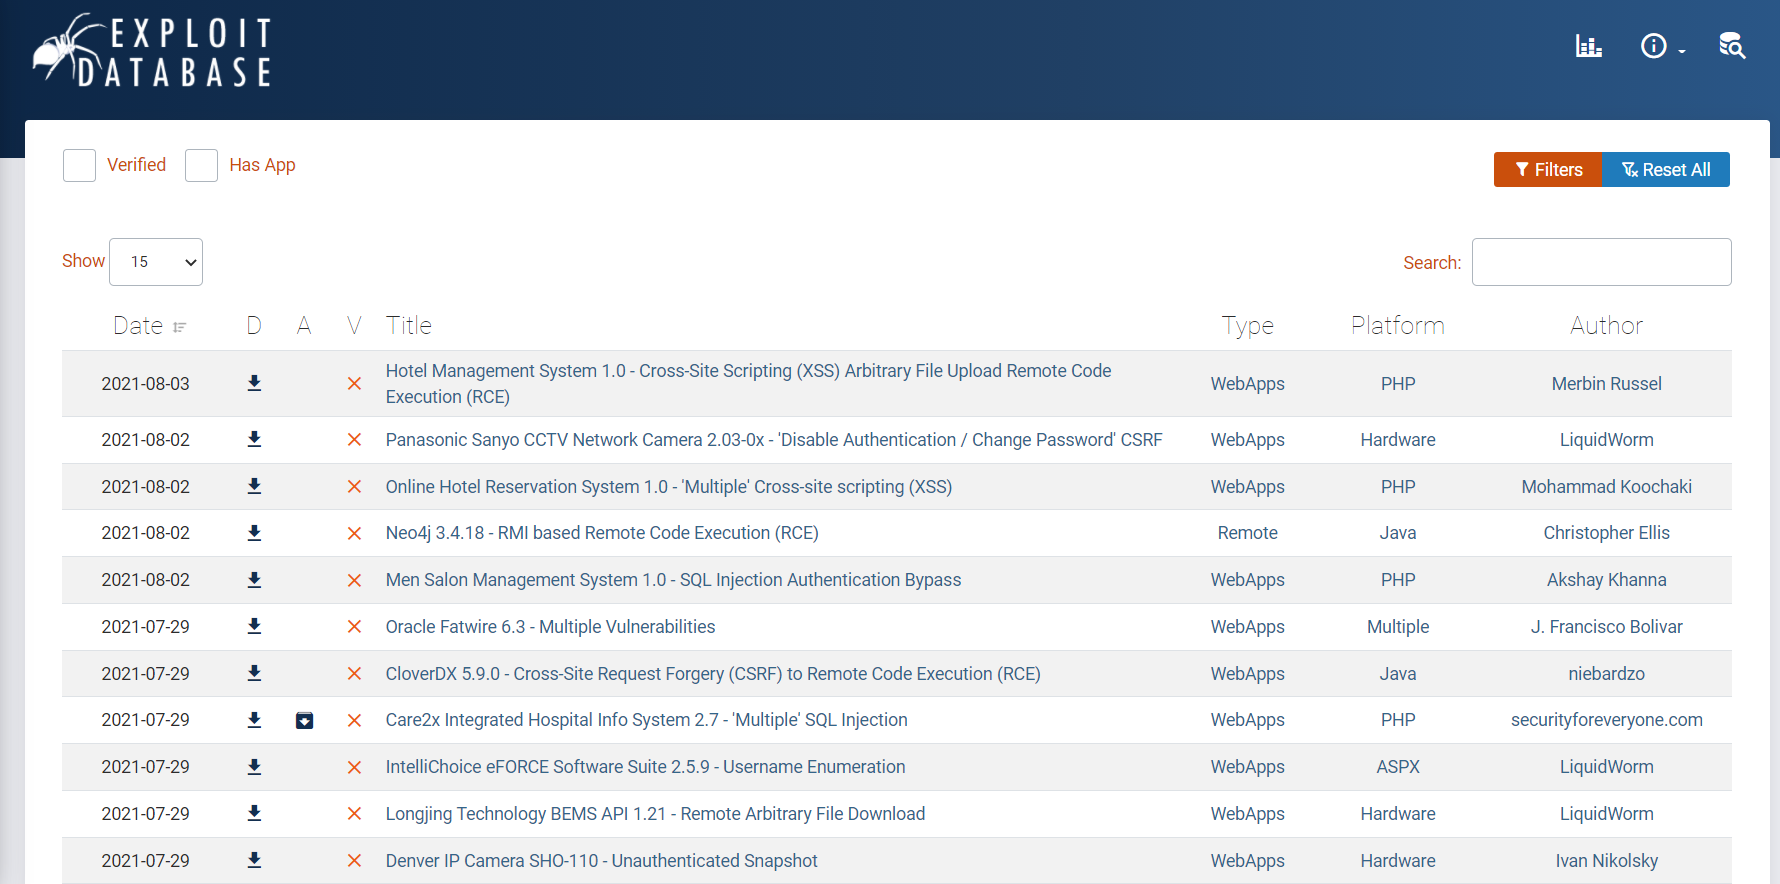 EXPLOIT
DATABASE
Verified Has App
Filters Reset All
Show 15
Search:
Date D A V Title Type Platform Author
2021-08-03 Hotel Management System 1.0 - Cross-Site Scripting (XSS) Arbitrary File Upload Remote Code
Execution (RCE) WebApps PHP Merbin Russel
2021-08-02 Panasonic Sanyo CCTV Network Camera 2.03-0x - 'Disable Authentication / Change Password' CSRF WebApps Hardware LiquidWorm
2021-08-02 Online Hotel Reservation System 1.0 - 'Multiple' Cross-site scripting (XSS) WebApps PHP Mohammad Koochaki
2021-08-02 Neo4j 3.4.18 - RMI based Remote Code Execution (RCE) Remote Java Christopher Ellis
2021-08-02 Men Salon Management System 1.0 - SQL Injection Authentication Bypass WebApps PHP Akshay Khanna
2021-07-29 Oracle Fatwire 6.3 - Multiple Vulnerabilities WebApps Multiple J. Francisco Bolivar
2021-07-29 CloverDX 5.9.0 - Cross-Site Request Forgery (CSRF) to Remote Code Execution (RCE) WebApps Java niebardzo
2021-07-29 Care2x Integrated Hospital Info System 2.7 - 'Multiple' SQL Injection WebApps PHP securityforeveryone.com
2021-07-29 IntelliChoice eFORCE Software Suite 2.5.9 - Username Enumeration WebApps ASPX LiquidWorm
2021-07-29 Longjing Technology BEMS API 1.21 - Remote Arbitrary File Download WebApps Hardware LiquidWorm
2021-07-29 Denver IP Camera SHO-110 - Unauthenticated Snapshot WebApps Hardware Ivan Nikolsky